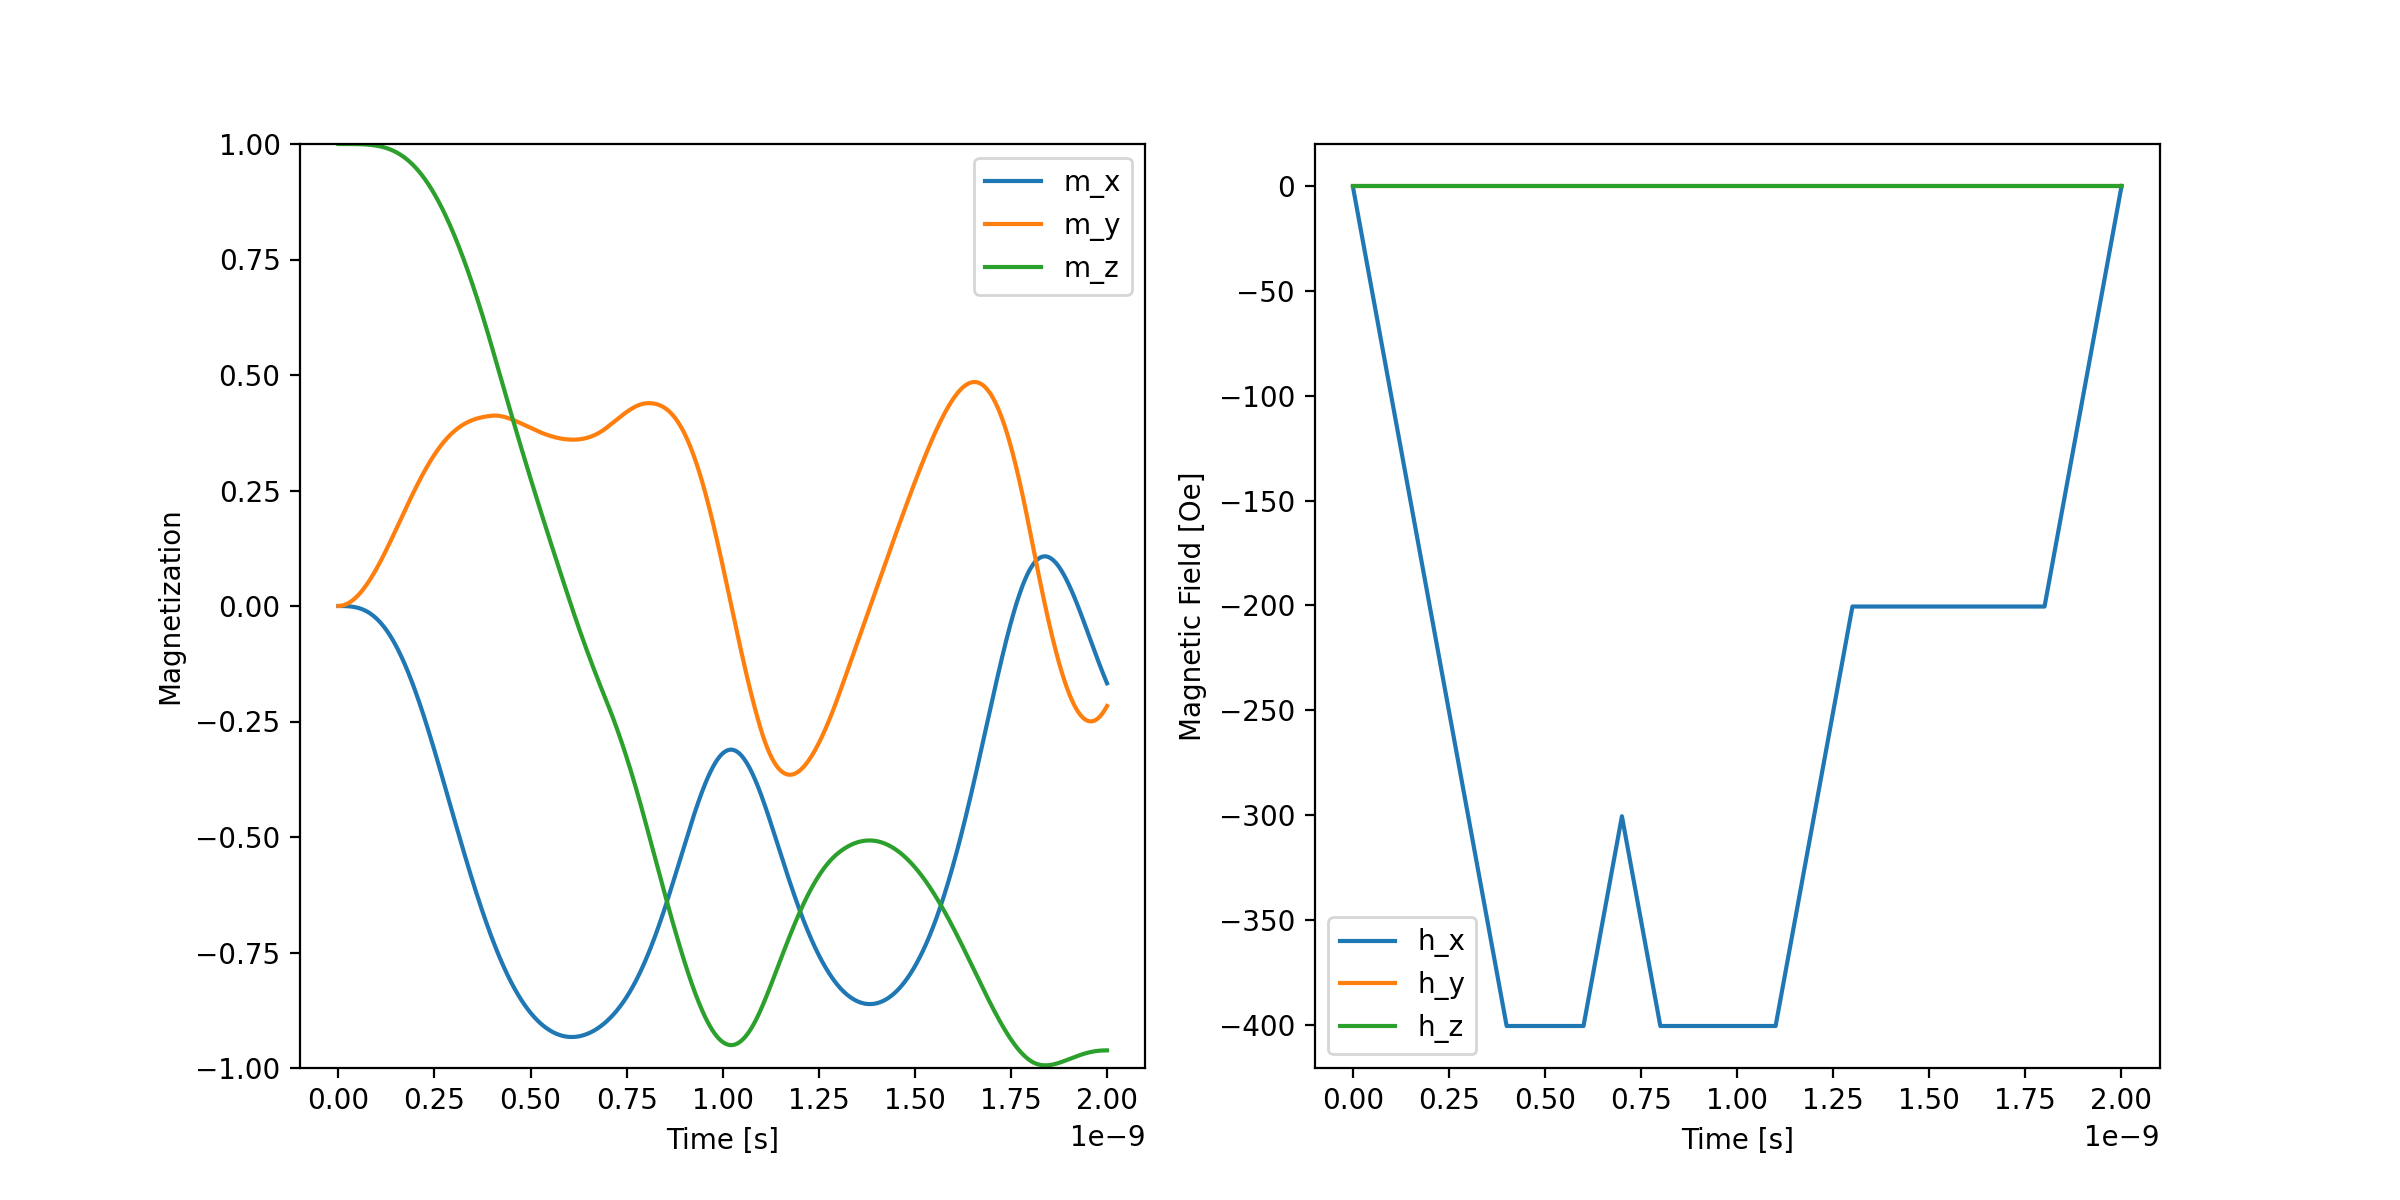 1.00
0.75
0.50
0.25
0.00
−0.25
−0.50
−0.75
−1.00
Magnetization
m_x
m_y
m_z
0.00 0.25 0.50 0.75 1.00 1.25 1.50 1.75 2.00
Time [s]
1e−9
0
−50
−100
−150
−200
−250
−300
−350
−400
Magnetic Field [Oe]
h_x
h_y
h_z
0.00 0.25 0.50 0.75 1.00 1.25 1.50 1.75 2.00
Time [s]
1e−9